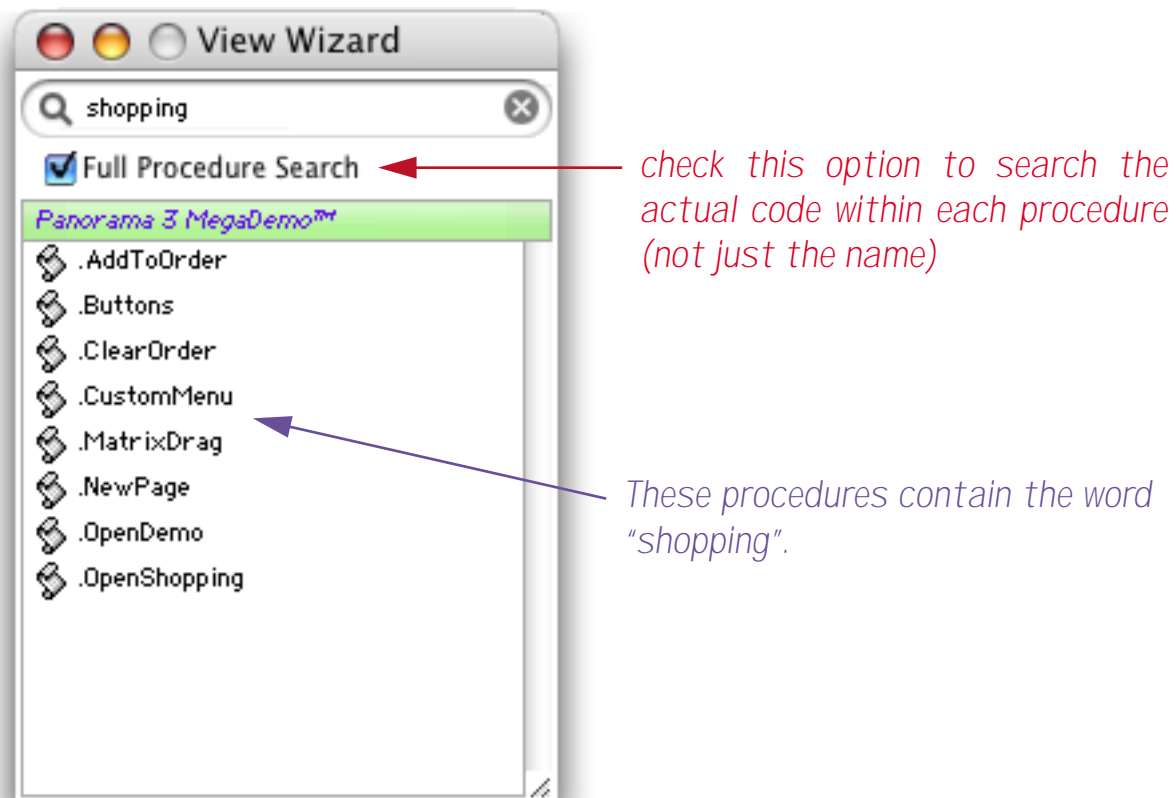 View Wizard
shopping
Full Procedure Search
check this option to search the
actual code within each procedure
(not just the name)
Panorama 3 MegaDemo™
.AddToOrder
.Buttons
.ClearOrder
.CustomMenu
.MatrixDrag
.NewPage
.OpenDemo
.OpenShopping
These procedures contain the word
“shopping”.